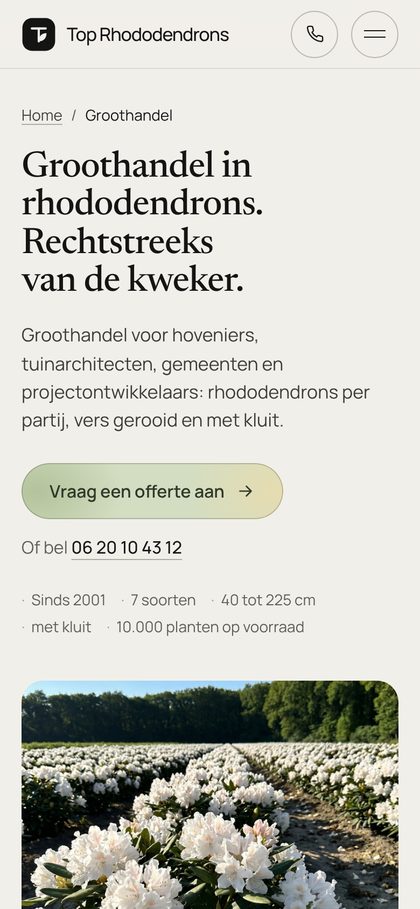 Top Rhododendrons
Home / Groothandel
Groothandel in
rhododendrons.
Rechtstreeks
van de kweker.
Groothandel voor hoveniers,
tuinarchitecten, gemeenten en
projectontwikkelaars: rhododendrons per
partij, vers gerooid en met kluit.
Vraag een offerte aan →
Of bel 06 20 10 43 12
· Sinds 2001 · 7 soorten · 40 tot 225 cm
· met kluit · 10.000 planten op voorraad